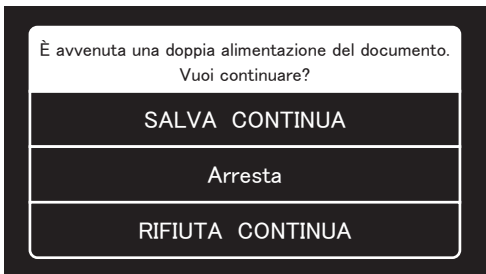 È avvenuta una doppia alimentazione del documento.
Vuoi continuare?
SALVA CONTINUA
Arresta
RIFIUTA CONTINUA